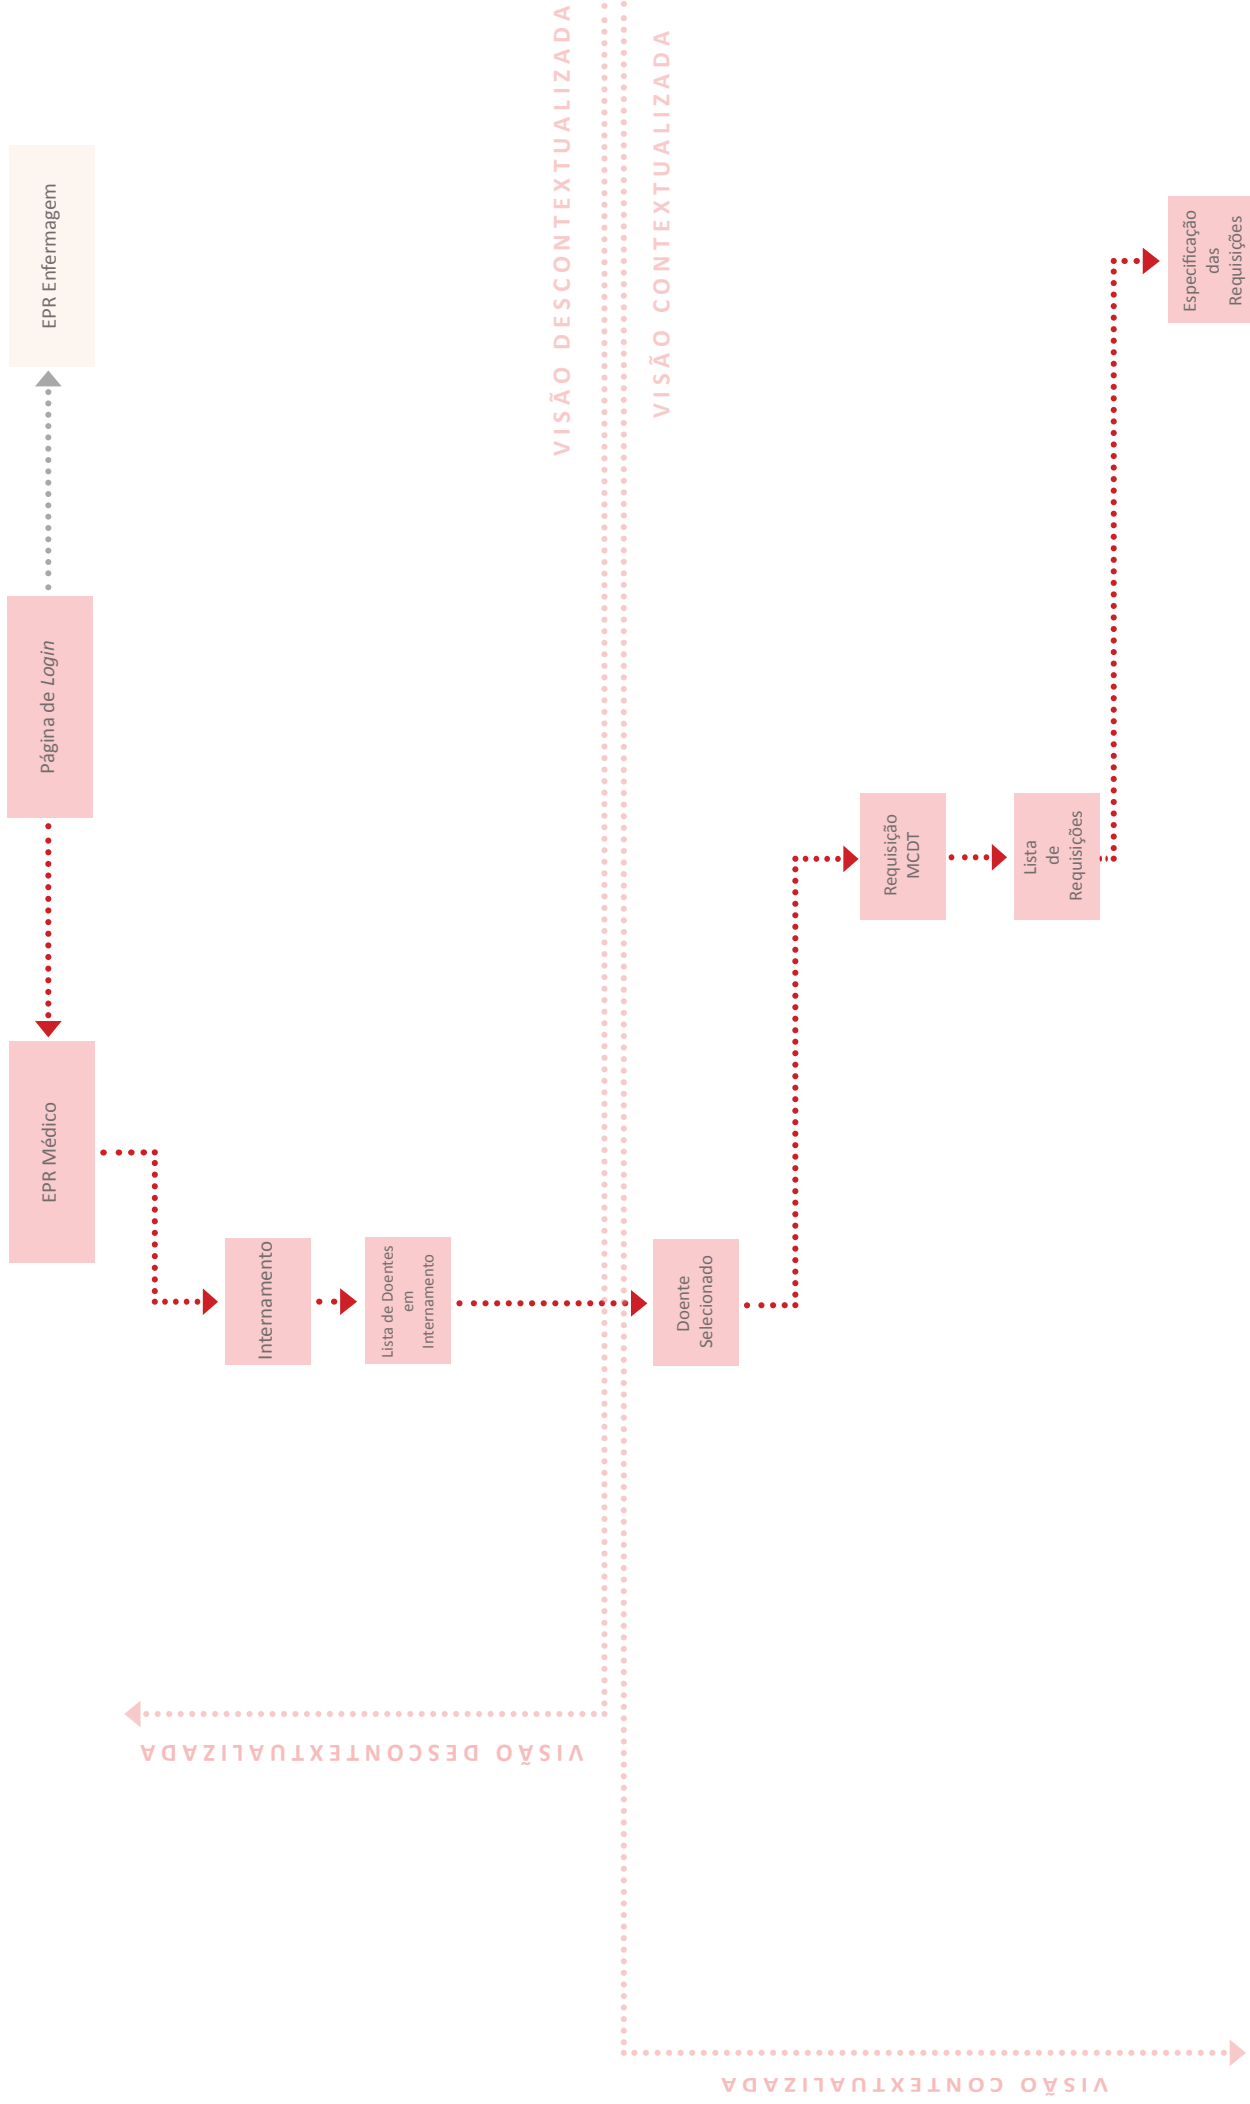 Página de Login
EPR Médico
EPR Enfermagem
Internamento
Lista de Doentes
em
Internamento
VISÃO DESCONTEXTUALIZADA
VISÃO DESCONTEXTUALIZADA
VISÃO CONTEXTUALIZADA
VISÃO CONTEXTUALIZADA
Doente
Selecionado
Requisição
MCDT
Lista
de
Requisições
Especificação
das
Requisições